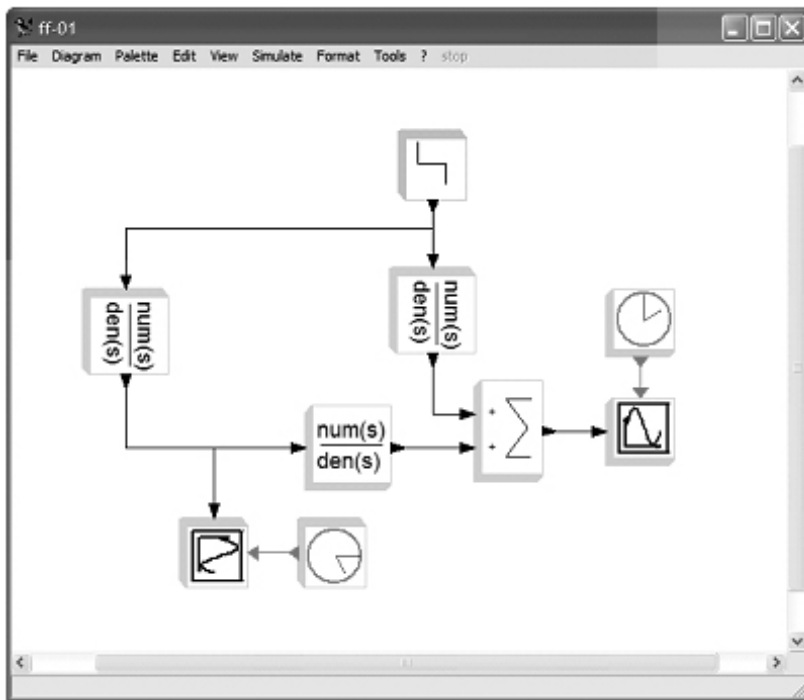 ff-01
File Diagram Palette Edit View Simulate Format Tools ? stop
num(s)
den(s)
num(s)
den(s)
num(s)
den(s)
+
+
Σ